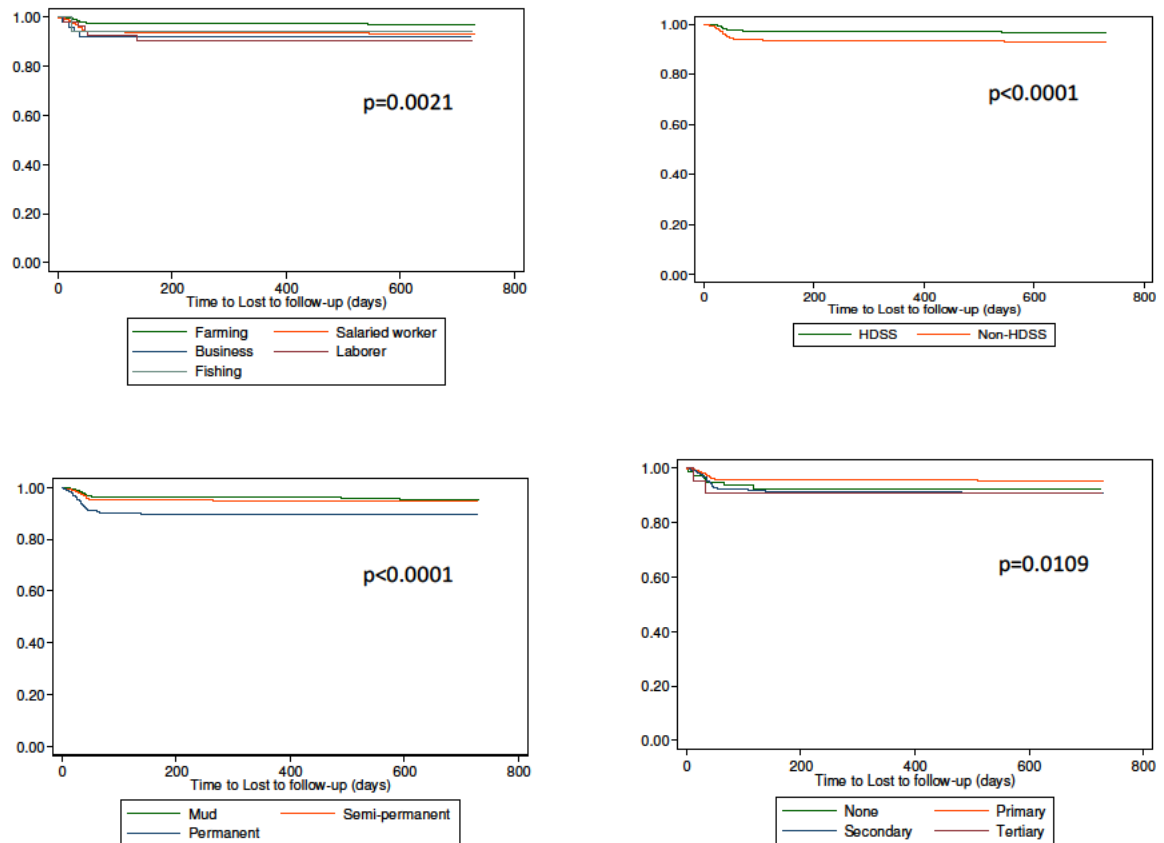 1.00
0.80
0.60
0.40
0.20
0.00
p=0.0021
0 200 400 600 800
Time to Lost to follow-up (days)
Farming Salaried worker
Business Laborer
Fishing
1.00
0.80
0.60
0.40
0.20
0.00
p<0.0001
0 200 400 600 800
Time to Lost to follow-up (days)
HDSS Non-HDSS
1.00
0.80
0.60
0.40
0.20
0.00
p<0.0001
0 200 400 600 800
Time to Lost to follow-up (days)
Mud Semi-permanent
Permanent
1.00
0.80
0.60
0.40
0.20
0.00
p=0.0109
0 200 400 600 800
Time to Lost to follow-up (days)
None Primary
Secondary Tertiary